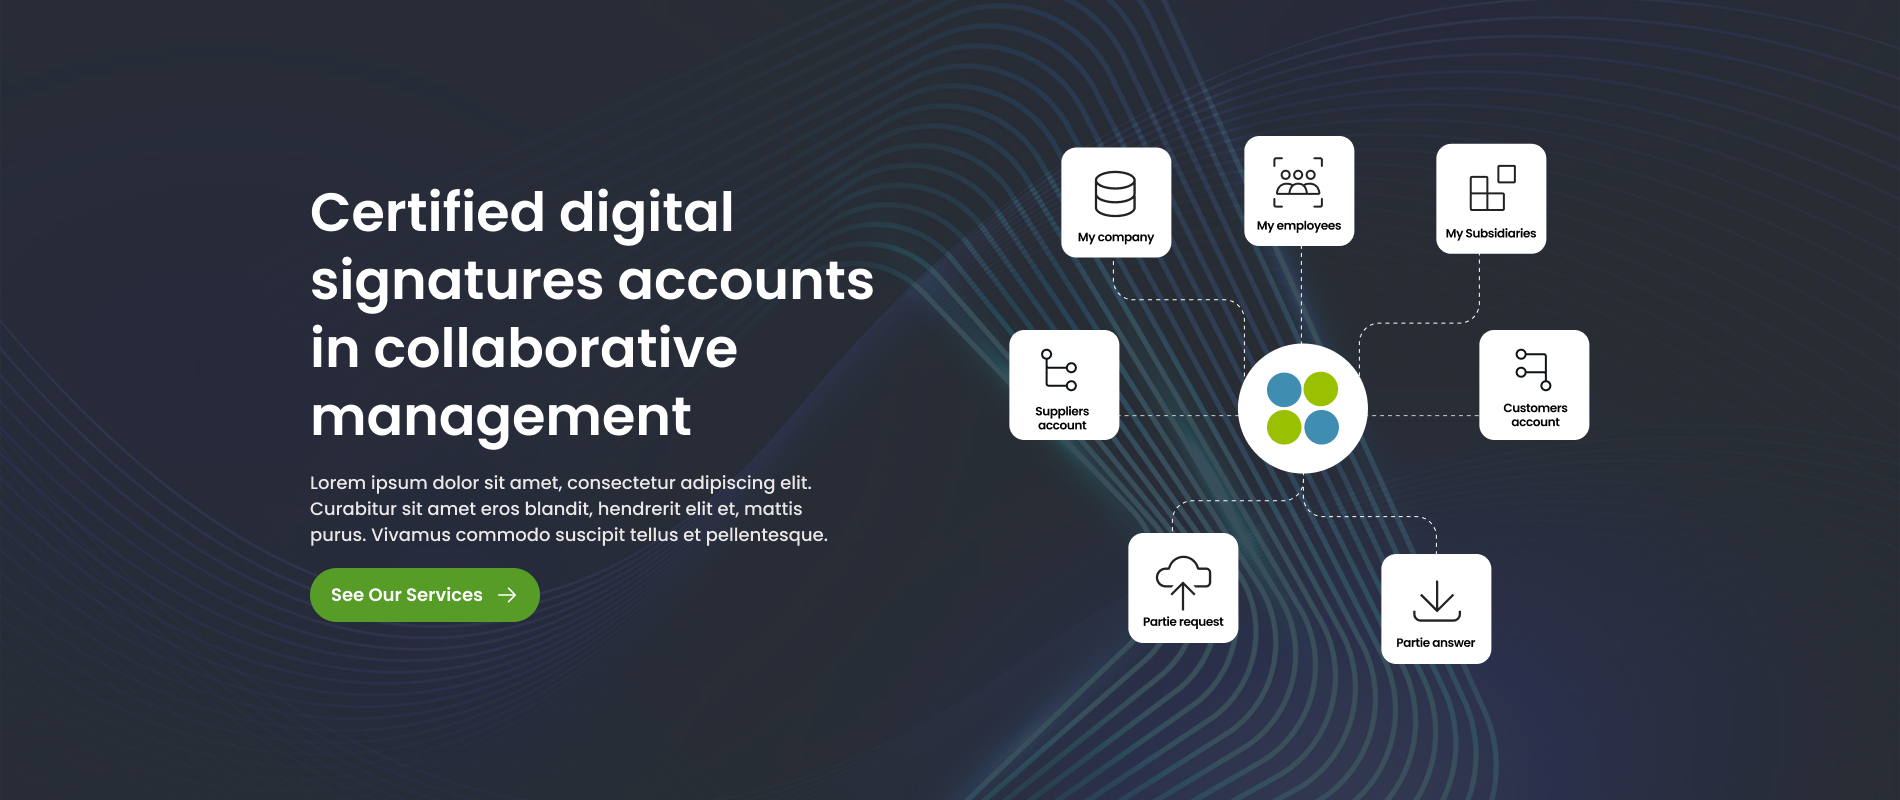 Certified digital
signatures accounts
in collaborative
management
Lorem ipsum dolor sit amet, consectetur adipiscing elit.
Curabitur sit amet eros blandit, hendrerit elit et, mattis
purus. Vivamus commodo suscipit tellus et pellentesque.
See Our Services
My company
My employees
My Subsidiaries
Suppliers
account
Customers
account
Partie request
Partie answer